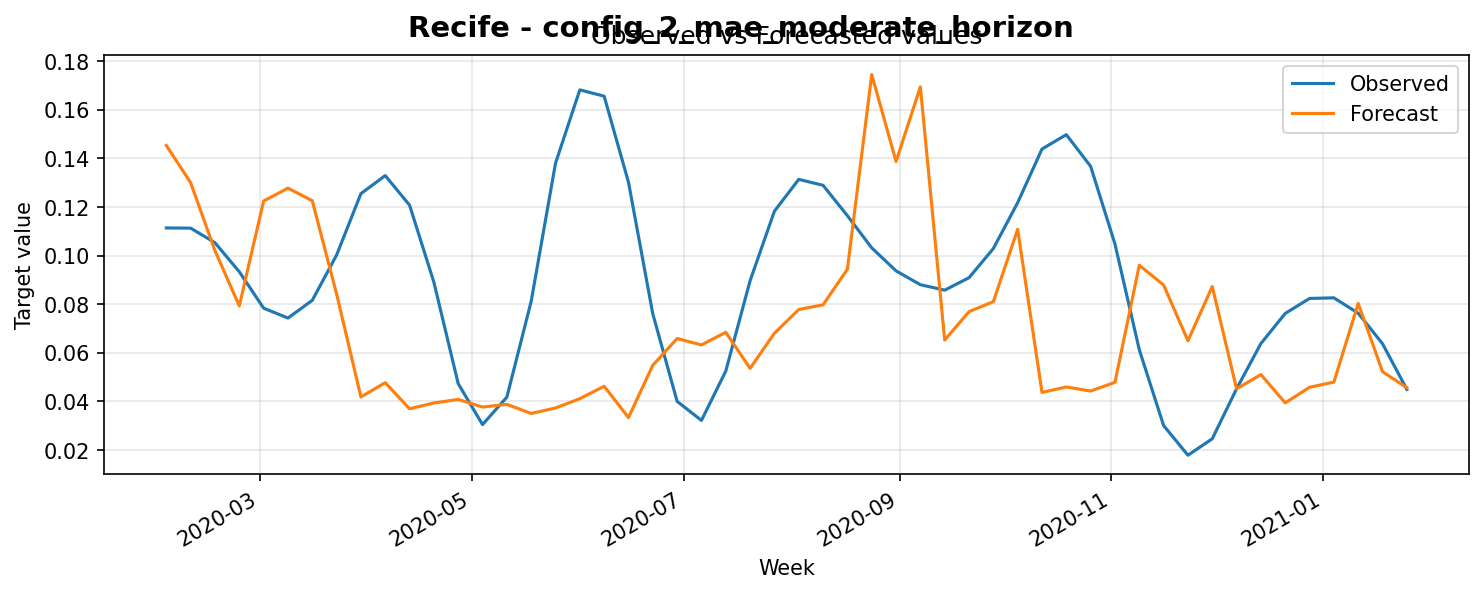 Recife - config_2_mae_moderate_horizon
Observed vs Forecasted values
0.18
0.16
0.14
0.12
0.10
0.08
0.06
0.04
0.02
Target value
Observed
Forecast
2020-03
2020-05
2020-07
2020-09
2020-11
2021-01
Week